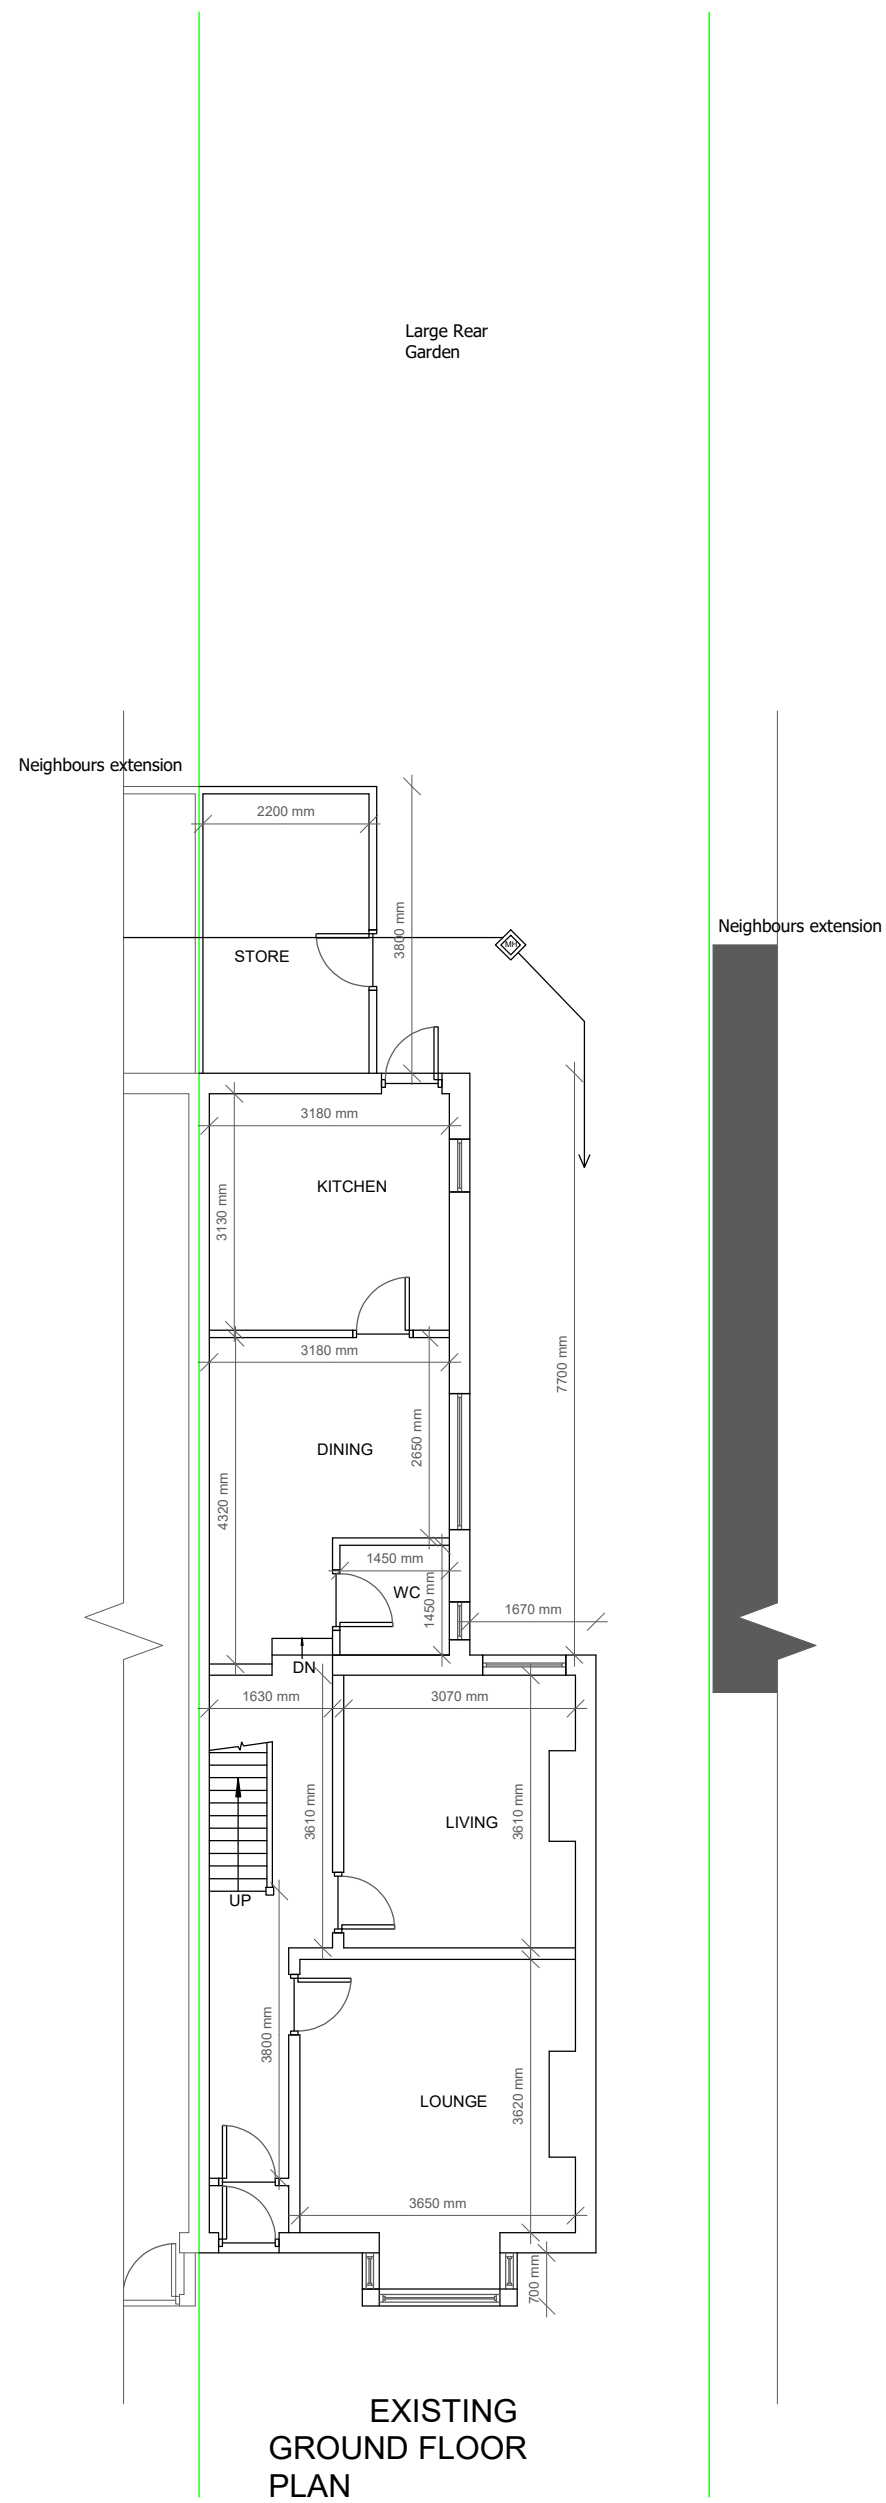 Large Rear
Garden
Neighbours extension
2200 mm
3800 mm
Neighbours extension
MH
STORE
3180 mm
KITCHEN
3130 mm
3180 mm
7700 mm
2650 mm
DINING
4320 mm
1450 mm
WC
1450 mm
1670 mm
DN
1630 mm
3070 mm
3610 mm
3610 mm
LIVING
UP
3800 mm
3620 mm
LOUNGE
3650 mm
700 mm
EXISTING
GROUND FLOOR
PLAN